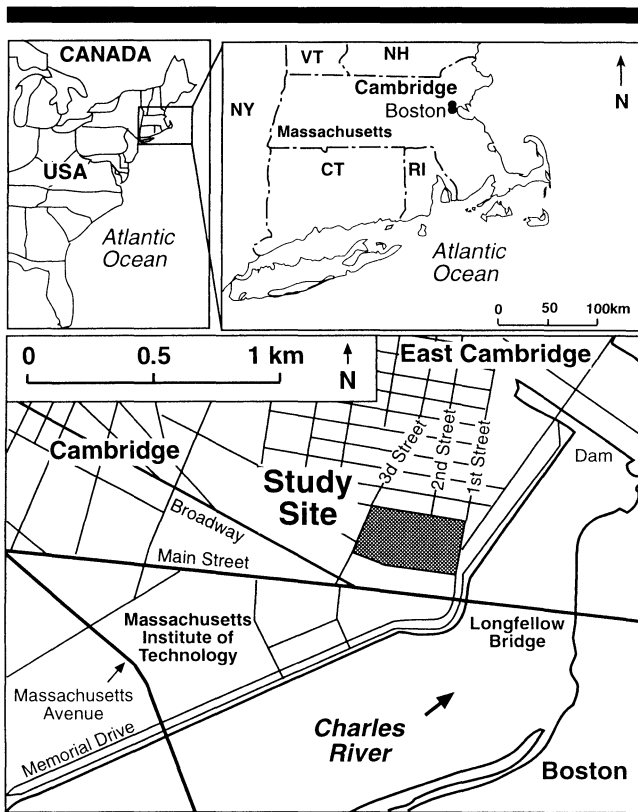 CANADA
USA
Atlantic
Ocean
VT
NH
NY
Cambridge
Boston
Massachusetts
CT
RI
N
Atlantic
Ocean
0 50 100km
0 0.5 1 km
N
East Cambridge
Cambridge
Study
Site
3d Street
2nd Street
1st Street
Dam
Broadway
Main Street
Massachusetts
Institute of
Technology
Longfellow
Bridge
Massachusetts
Avenue
Memorial Drive
Charles
River
Boston